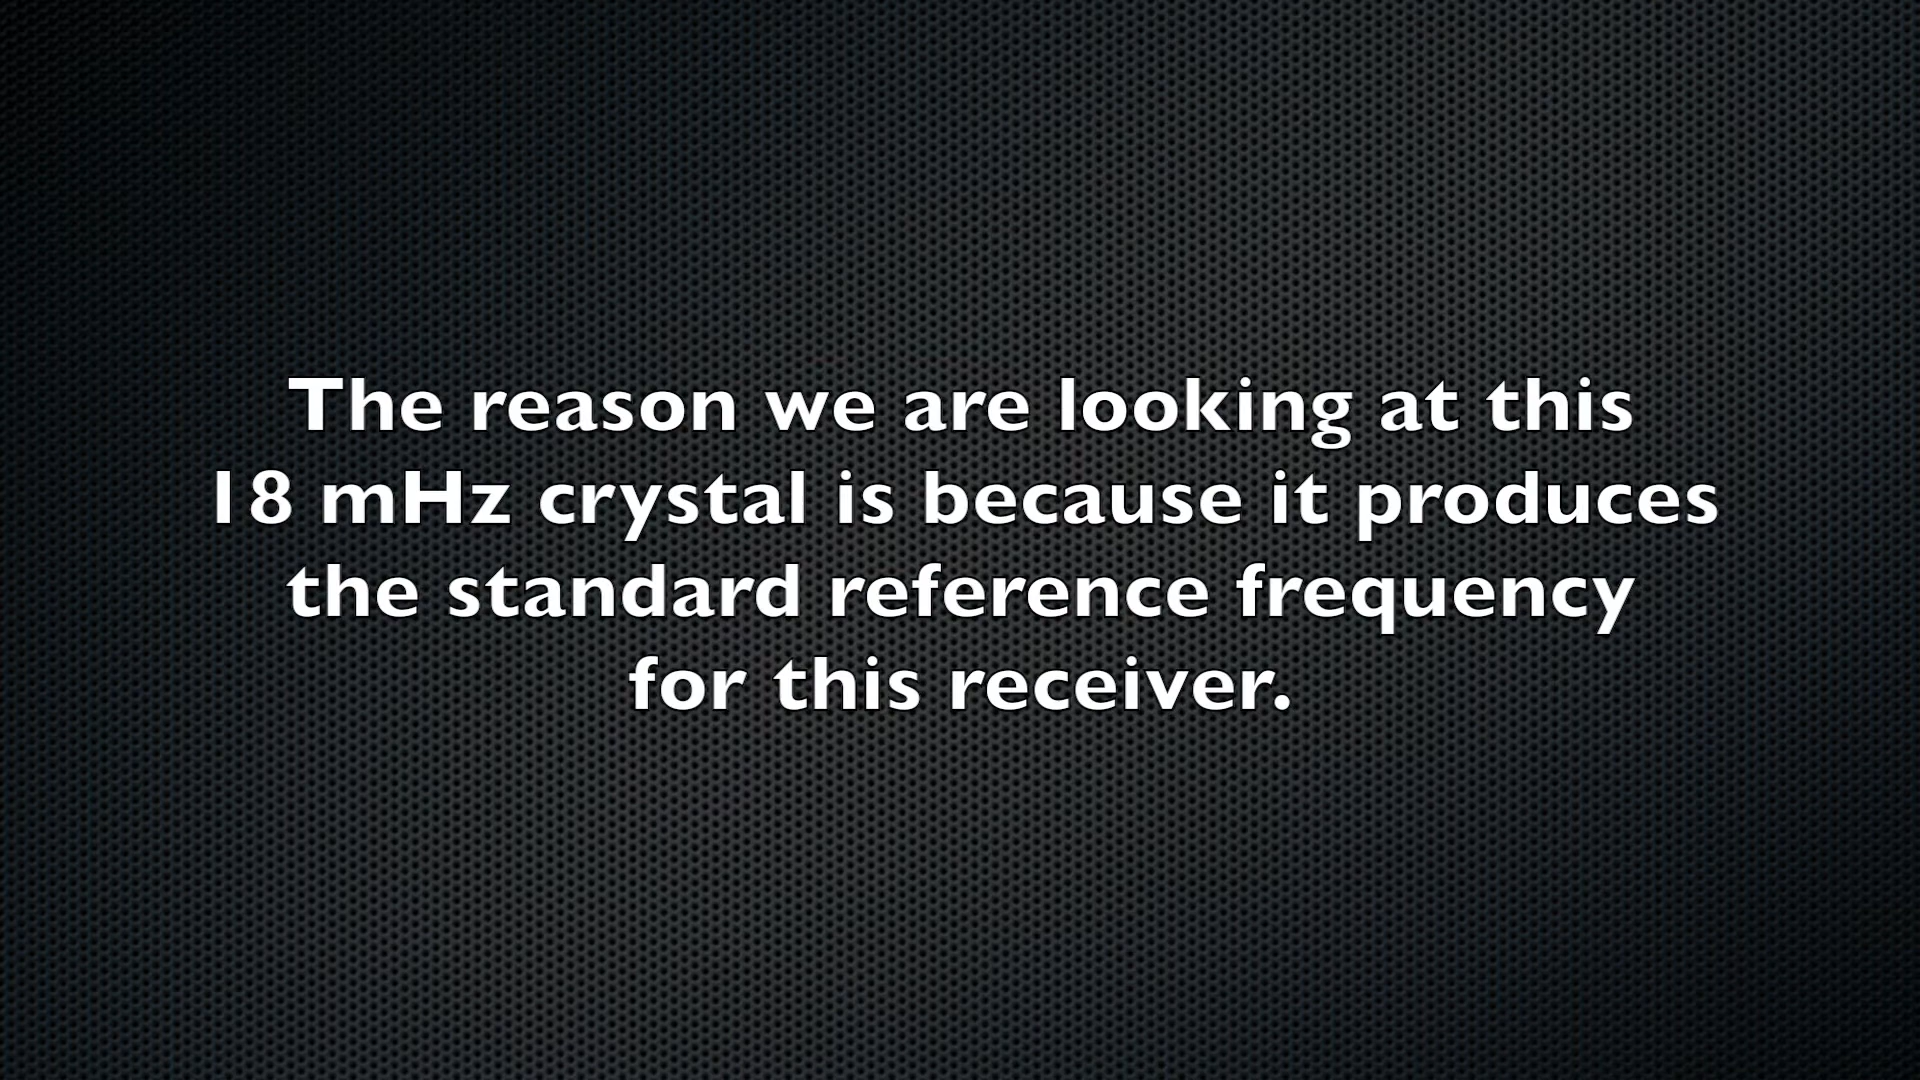 The reason we are looking at this
18 mHz crystal is because it produces
the standard reference frequency
for this receiver.